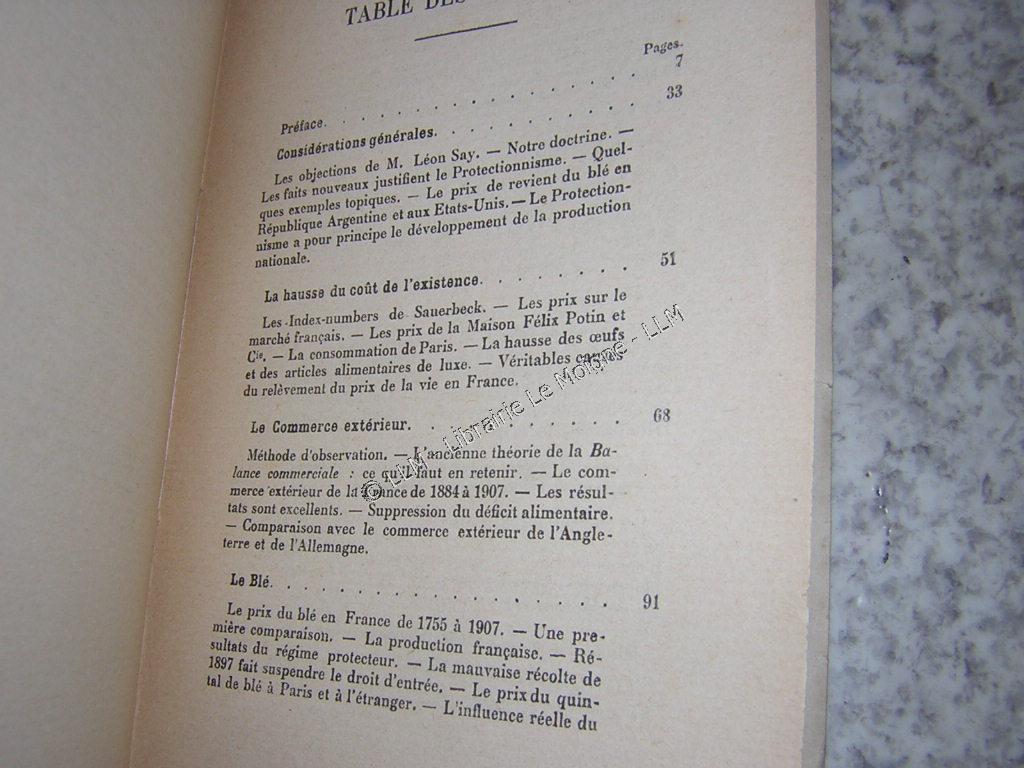 TABLE DES
Pages.
Préface. . . . . . . . . . . . . . 7
Considérations générales. . . . . . . . . 33
Les objections de M. Léon Say. — Notre doctrine. —
Les faits nouveaux justifient le Protectionnisme. — Quel-
ques exemples topiques. — Le prix de revient du blé en
République Argentine et aux Etats-Unis. — Le Protection-
nisme a pour principe le développement de la production
nationale.
La hausse du coût de l'existence. . . . . . . . 51
Les Index-numbers de Sauerbeck. — Les prix sur le
marché français. — Les prix de la Maison Félix Potin et
Cie. — La consommation de Paris. — La hausse des œufs
et des articles alimentaires de luxe. — Véritables causes
du relèvement du prix de la vie en France.
Le Commerce extérieur. . . . . . . . . . 68
Méthode d'observation. — L'ancienne théorie de la Ba-
lance commerciale : ce qu'il faut en retenir. — Le com-
merce extérieur de la France de 1884 à 1907. — Les résul-
tats sont excellents. — Suppression du déficit alimentaire.
— Comparaison avec le commerce extérieur de l'Angle-
terre et de l'Allemagne.
Le Blé. . . . . . . . . . . . . . . 91
Le prix du blé en France de 1755 à 1907. — Une pre-
mière comparaison. — La production française. — Ré-
sultats du régime protecteur. — La mauvaise récolte de
1897 fait suspendre le droit d'entrée. — Le prix du quin-
tal de blé à Paris et à l'étranger. — L'influence réelle du
© LLM - Librairie Le Moigne - LLM